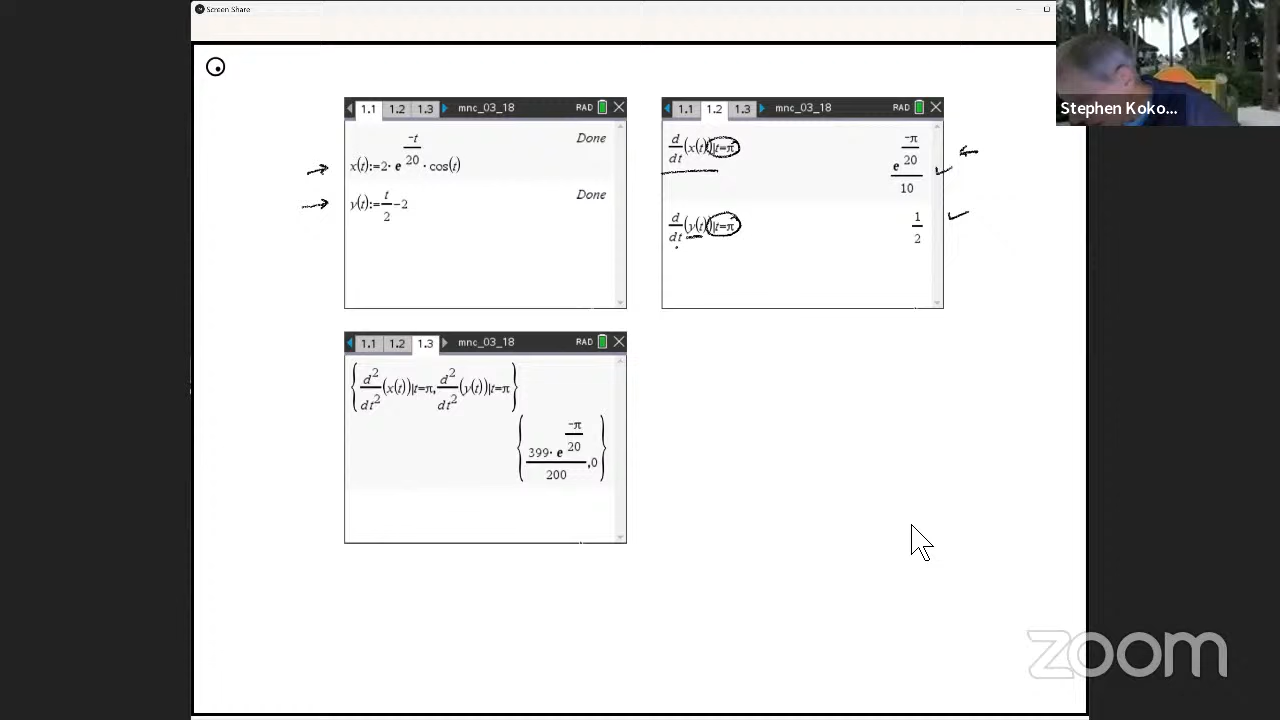 Screen Share
Stephen Koko...
1.1 1.2 1.3 mnc_03_18 RAD
x(t):=2·e^(-t/20)·cos(t) Done
y(t):=t/2-2 Done
1.1 1.2 1.3 mnc_03_18 RAD
d/dt(x(t))|t=π e^(-π/20)/10
d/dt(y(t))|t=π 1/2
1.1 1.2 1.3 mnc_03_18 RAD
{d²/dt²(x(t))|t=π,d²/dt²(y(t))|t=π}
{399·e^(-π/20)/200,0}
zoom